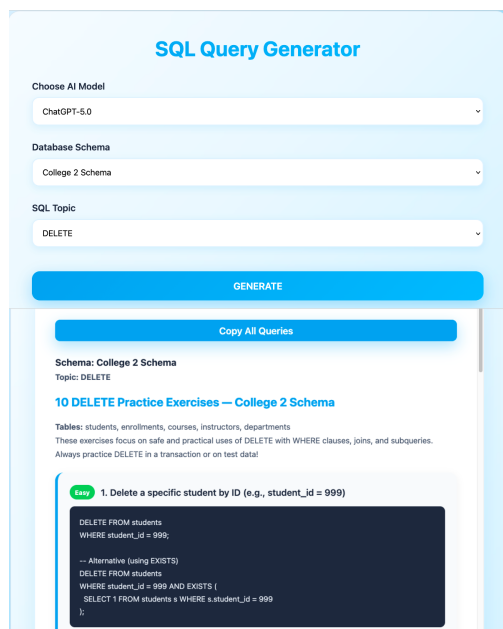 SQL Query Generator
Choose AI Model
ChatGPT-5.0
Database Schema
College 2 Schema
SQL Topic
DELETE
GENERATE
Copy All Queries
Schema: College 2 Schema
Topic: DELETE
10 DELETE Practice Exercises — College 2 Schema
Tables: students, enrollments, courses, instructors, departments
These exercises focus on safe and practical uses of DELETE with WHERE clauses, joins, and subqueries.
Always practice DELETE in a transaction or on test data!
Easy 1. Delete a specific student by ID (e.g., student_id = 999)
DELETE FROM students
WHERE student_id = 999;
-- Alternative (using EXISTS)
DELETE FROM students
WHERE student_id = 999 AND EXISTS (
SELECT 1 FROM students s WHERE s.student_id = 999
);